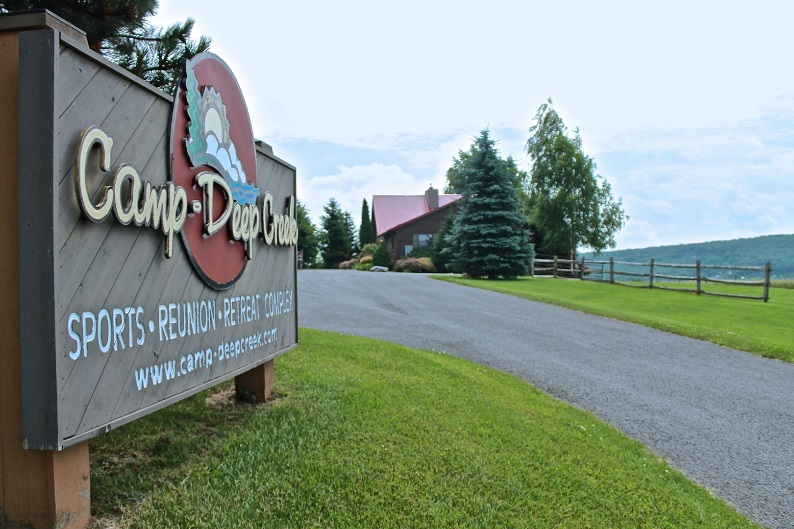 Camp-Deep Creek
SPORTS • REUNION • RETREAT COMPLEX
www.camp-deepcreek.com